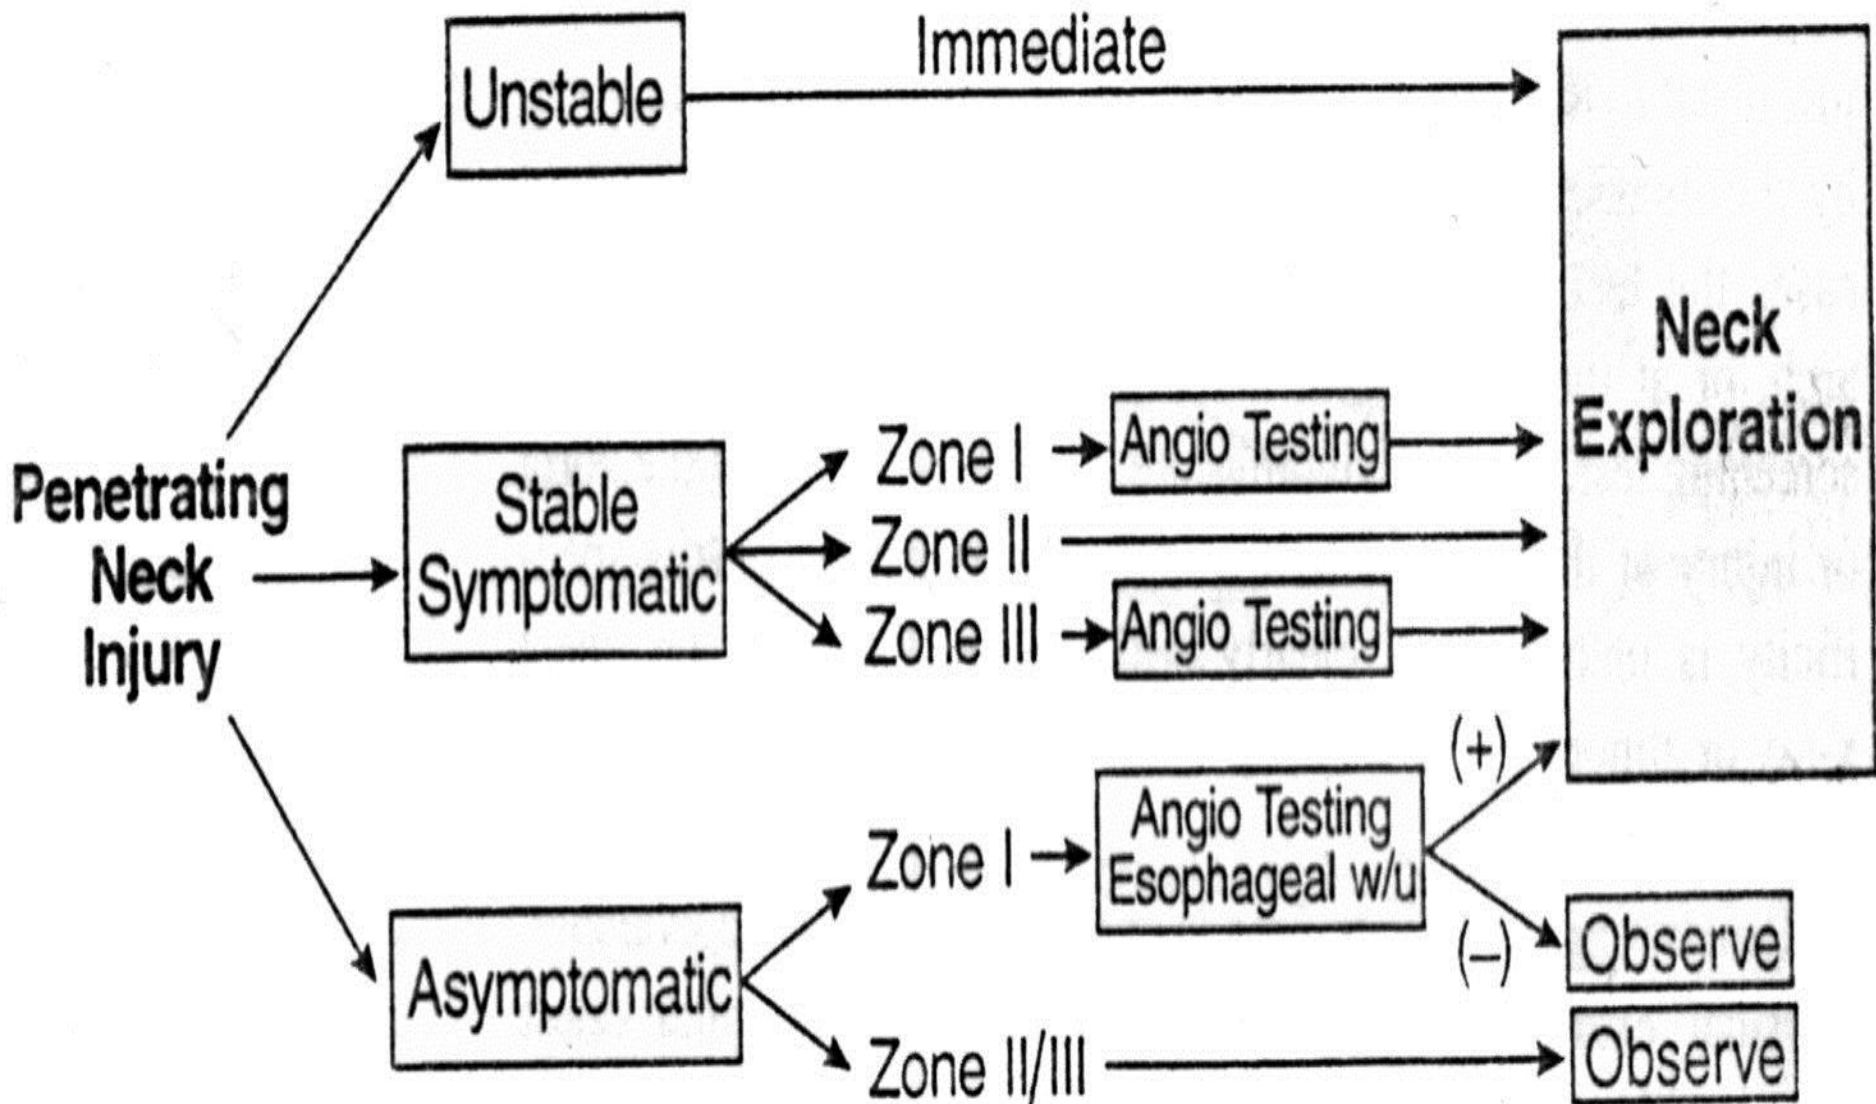 Unstable
Immediate
Neck
Exploration
Penetrating
Neck
Injury
Stable
Symptomatic
Zone I
Angio Testing
Zone II
Zone III
Angio Testing
Asymptomatic
Zone I
Angio Testing
Esophageal w/u
(+)
(–)
Observe
Zone II/III
Observe